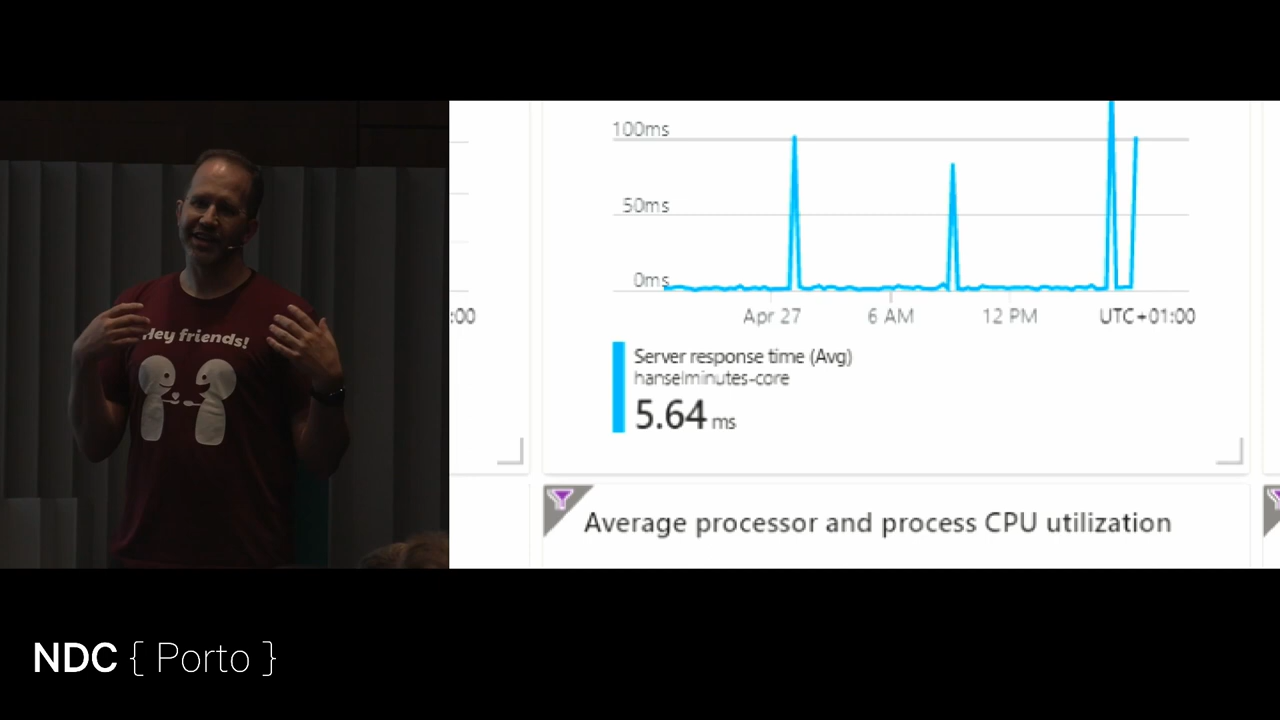 Hey friends!
100ms
50ms
0ms
:00
Apr 27
6 AM
12 PM
UTC+01:00
Server response time (Avg)
hanselminutes-core
5.64 ms
Average processor and process CPU utilization
NDC { Porto }